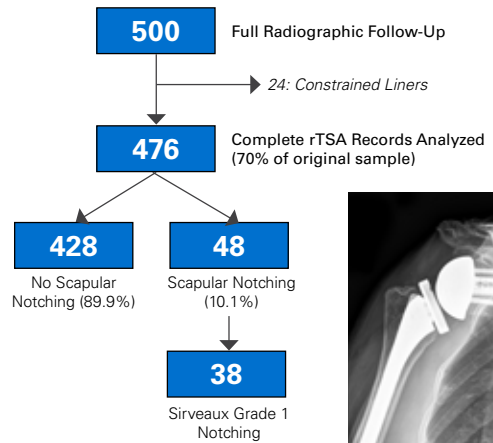 500
Full Radiographic Follow-Up
24: Constrained Liners
476
Complete rTSA Records Analyzed
(70% of original sample)
428
No Scapular
Notching (89.9%)
48
Scapular Notching
(10.1%)
38
Sirveaux Grade 1
Notching